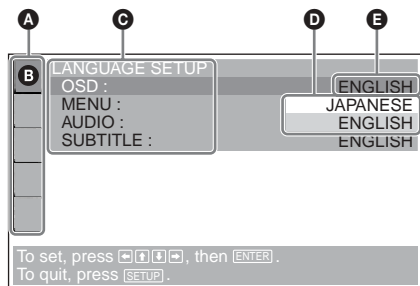 A
C
D
E
B
LANGUAGE SETUP
OSD : ENGLISH
MENU : JAPANESE
AUDIO : ENGLISH
SUBTITLE : ENGLISH
To set, press ←↑↓→, then ENTER.
To quit, press SETUP.